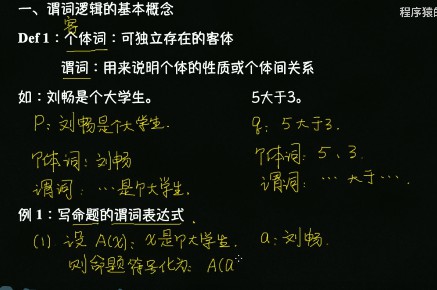 程序猿的
一、谓词逻辑的基本概念
客
Def 1：个体词：可独立存在的客体
谓词：用来说明个体的性质或个体间关系
如：刘畅是个大学生。 5大于3。
P：刘畅是个大学生. q：5大于3.
个体词：刘畅 个体词：5、3.
谓词：…是个大学生. 谓词：…大于….
例 1：写命题的谓词表达式.
(1) 设 A(x)：x是个大学生. a：刘畅.
则命题符号化为：A(a